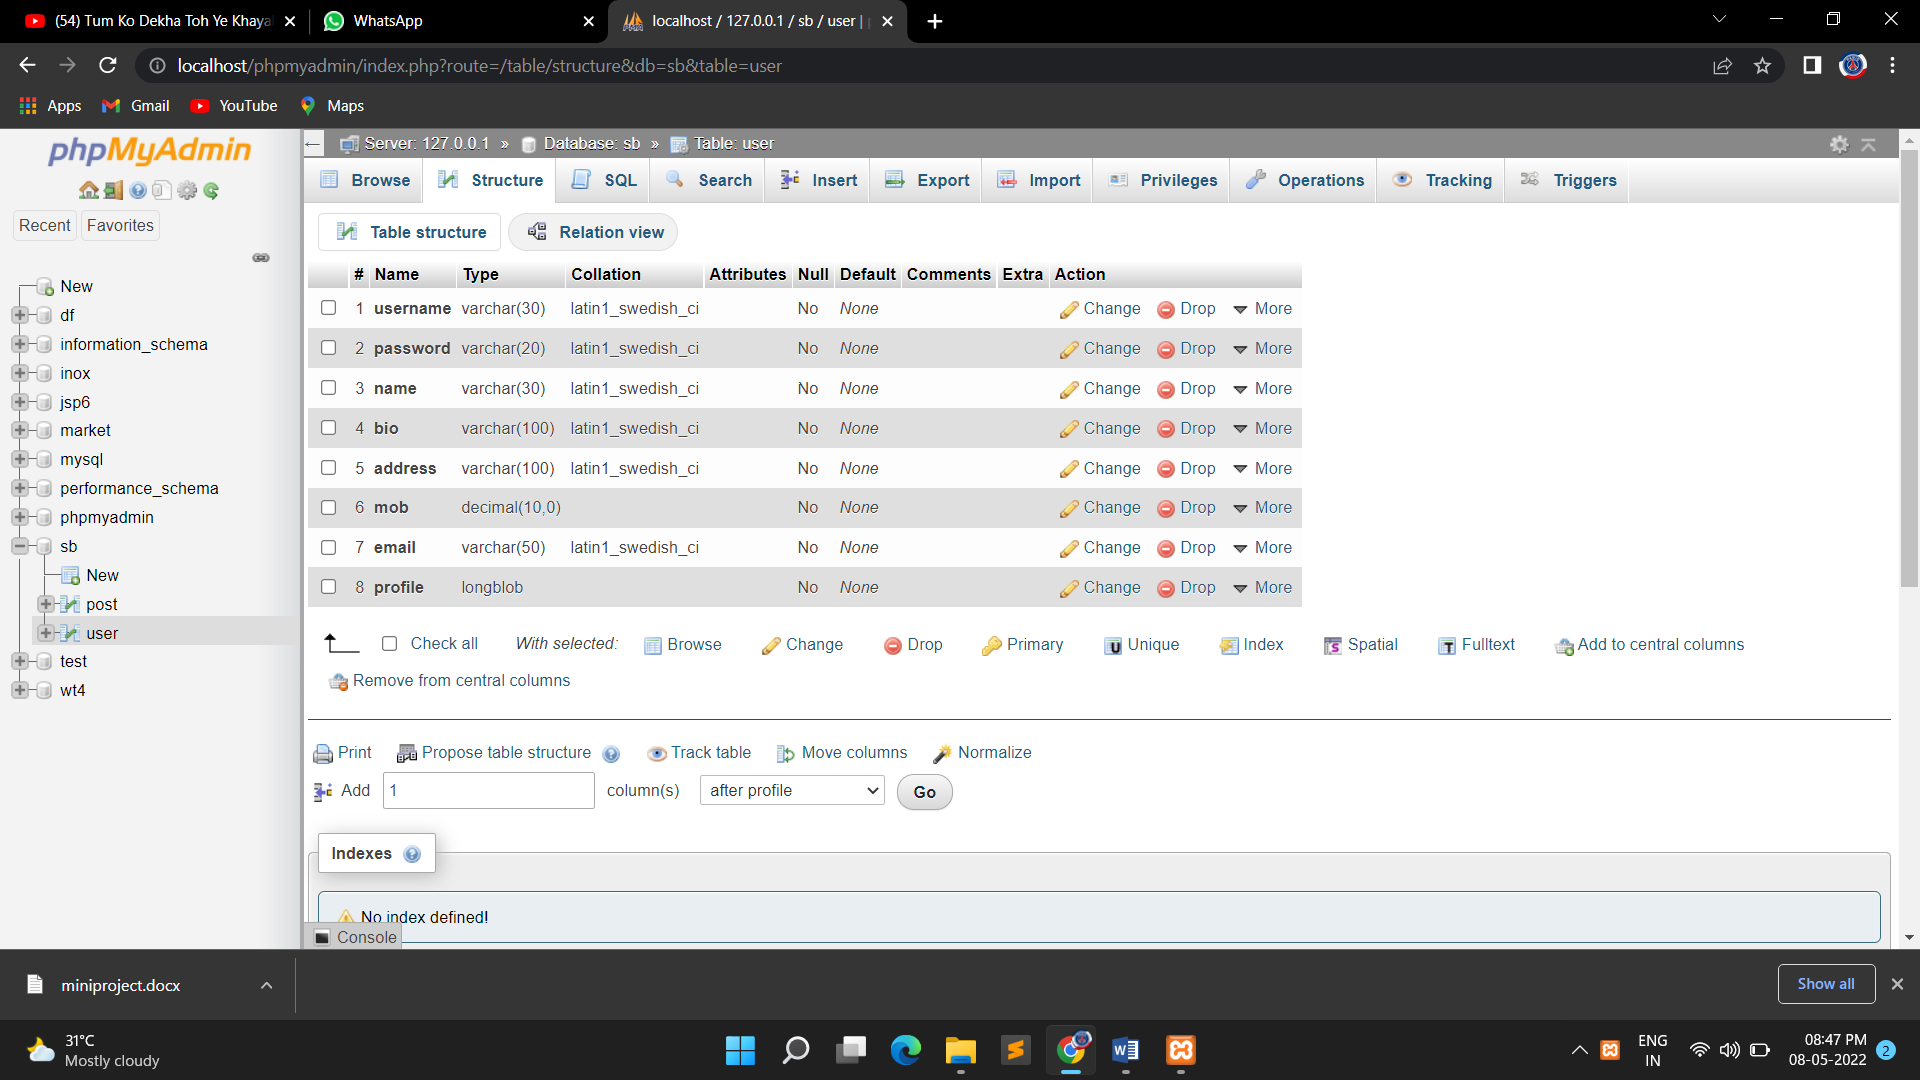 (54) Tum Ko Dekha Toh Ye Khaya
WhatsApp
localhost / 127.0.0.1 / sb / user |
localhost/phpmyadmin/index.php?route=/table/structure&db=sb&table=user
Apps Gmail YouTube Maps
phpMyAdmin
Recent Favorites
New
df
information_schema
inox
jsp6
market
mysql
performance_schema
phpmyadmin
sb
New
post
user
test
wt4
Server: 127.0.0.1 » Database: sb » Table: user
Browse Structure SQL Search Insert Export Import Privileges Operations Tracking Triggers
Table structure Relation view
# Name Type Collation Attributes Null Default Comments Extra Action
1 username varchar(30) latin1_swedish_ci No None Change Drop More
2 password varchar(20) latin1_swedish_ci No None Change Drop More
3 name varchar(30) latin1_swedish_ci No None Change Drop More
4 bio varchar(100) latin1_swedish_ci No None Change Drop More
5 address varchar(100) latin1_swedish_ci No None Change Drop More
6 mob decimal(10,0) No None Change Drop More
7 email varchar(50) latin1_swedish_ci No None Change Drop More
8 profile longblob No None Change Drop More
Check all With selected: Browse Change Drop Primary Unique Index Spatial Fulltext Add to central columns
Remove from central columns
Print Propose table structure Track table Move columns Normalize
Add 1 column(s) after profile Go
Indexes
No index defined!
Console
miniproject.docx
Show all
31°C
Mostly cloudy
ENG
IN
08:47 PM
08-05-2022
2